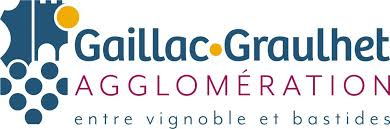 Gaillac•Graulhet
AGGLOMÉRATION
entre vignoble et bastides